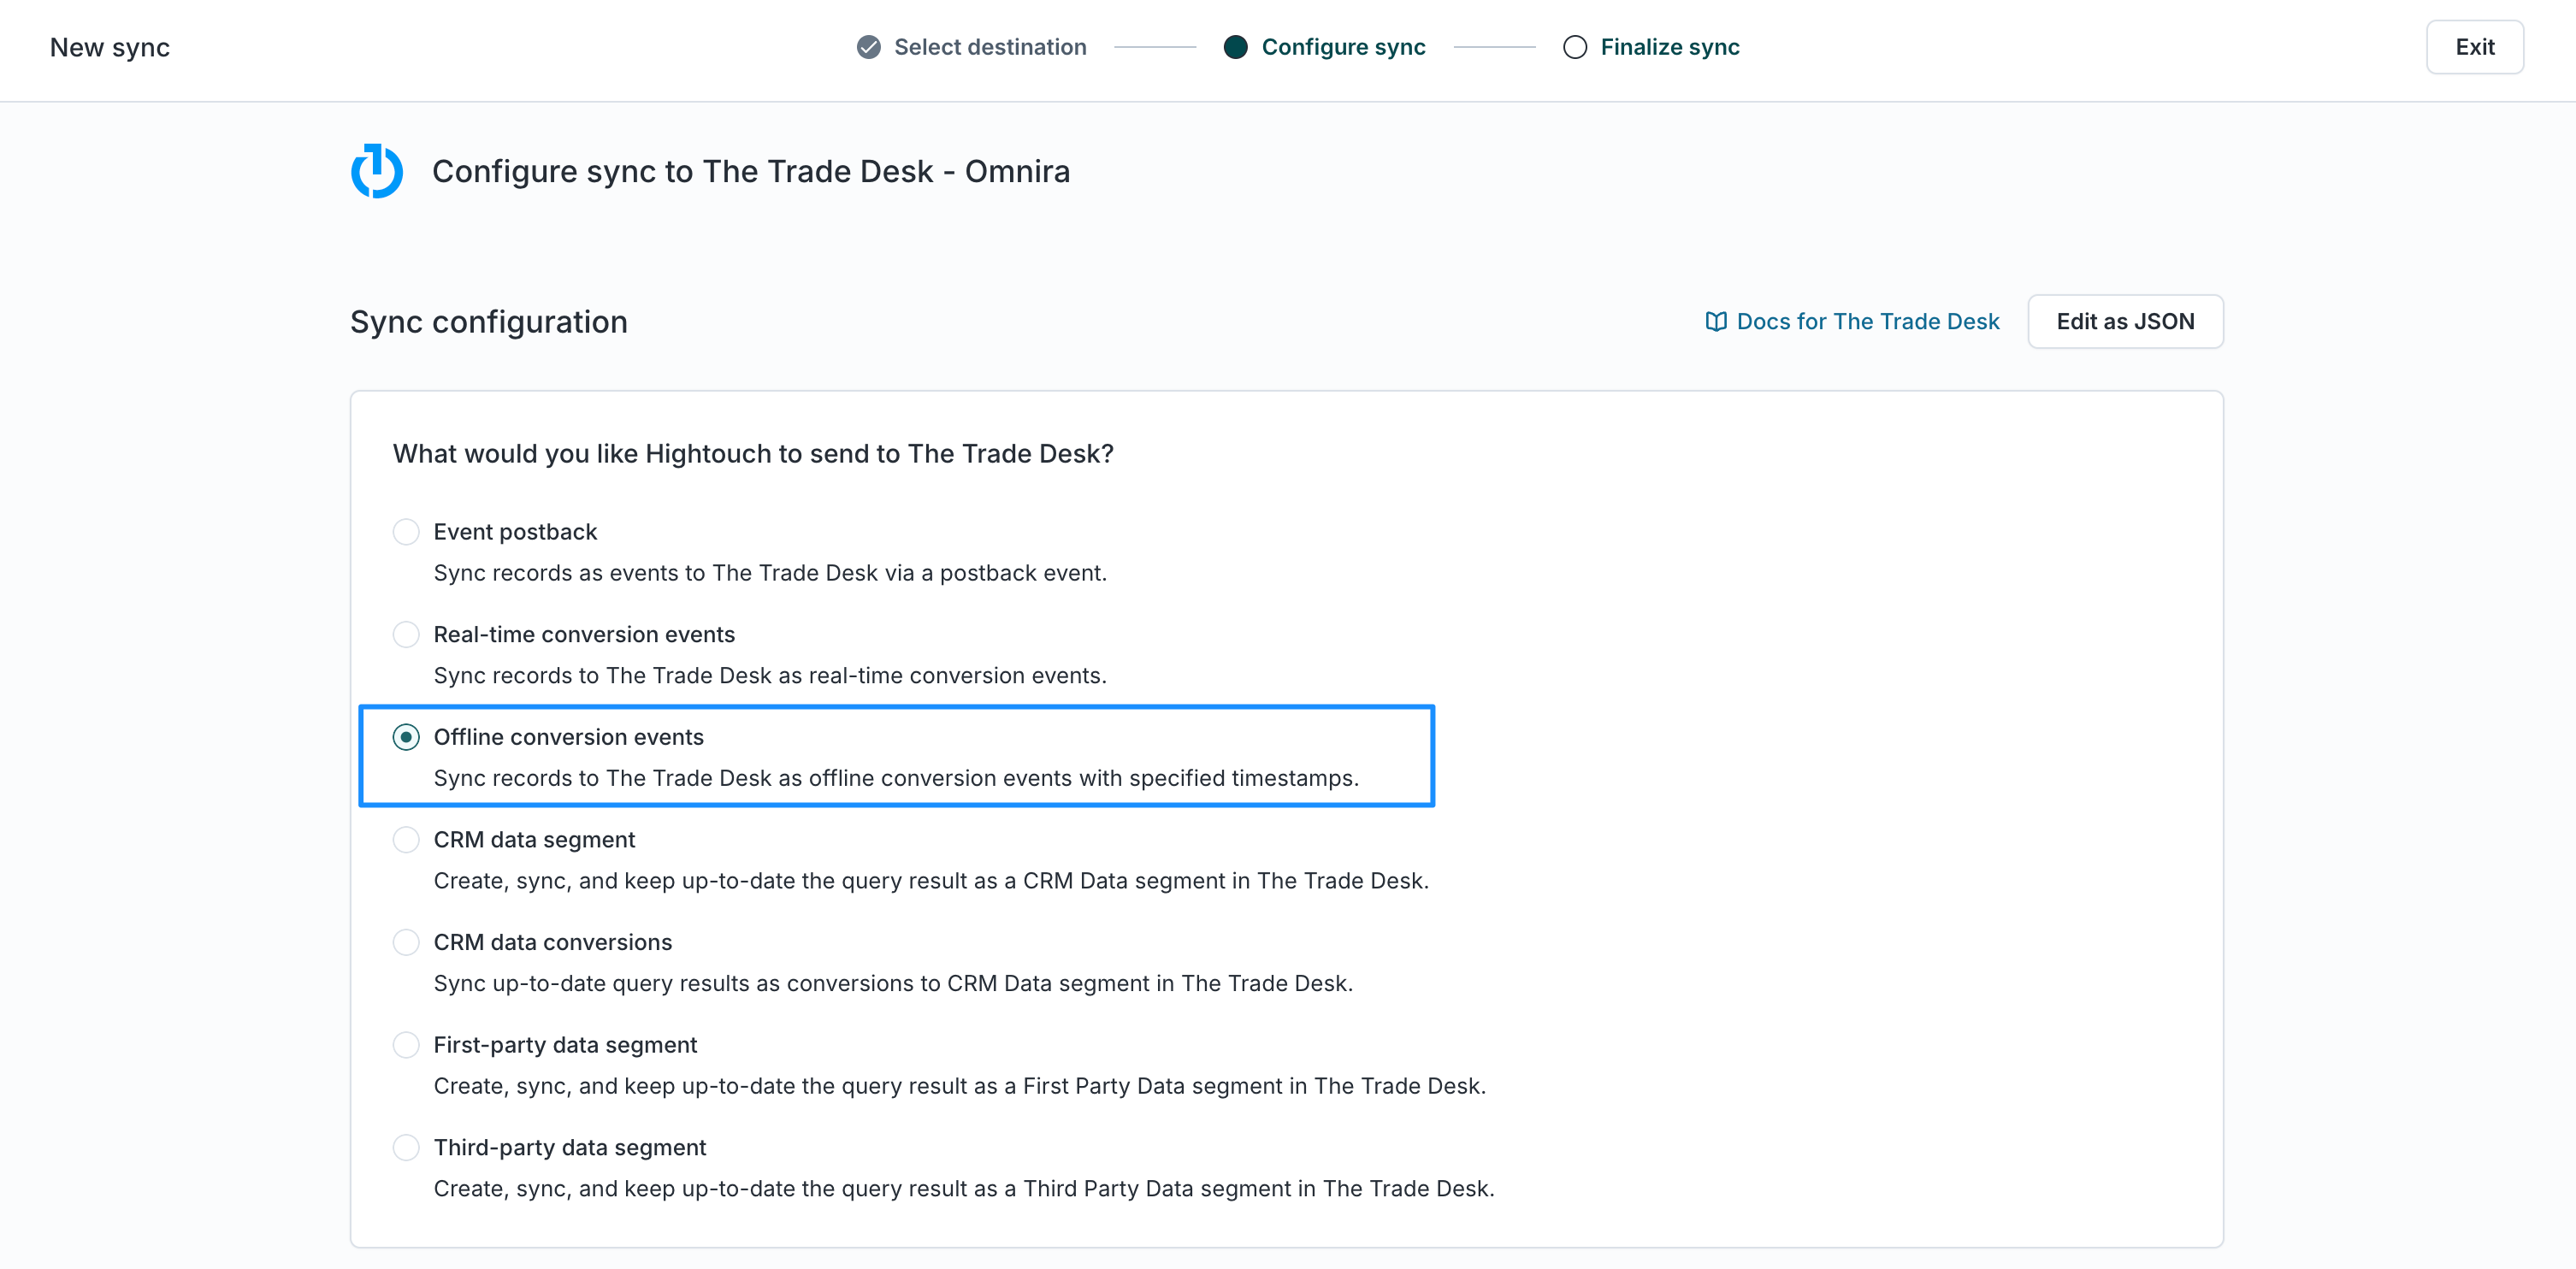 New sync
Select destination
Configure sync
Finalize sync
Exit
Configure sync to The Trade Desk - Omnira
Sync configuration
Docs for The Trade Desk
Edit as JSON
What would you like Hightouch to send to The Trade Desk?
Event postback
Sync records as events to The Trade Desk via a postback event.
Real-time conversion events
Sync records to The Trade Desk as real-time conversion events.
Offline conversion events
Sync records to The Trade Desk as offline conversion events with specified timestamps.
CRM data segment
Create, sync, and keep up-to-date the query result as a CRM Data segment in The Trade Desk.
CRM data conversions
Sync up-to-date query results as conversions to CRM Data segment in The Trade Desk.
First-party data segment
Create, sync, and keep up-to-date the query result as a First Party Data segment in The Trade Desk.
Third-party data segment
Create, sync, and keep up-to-date the query result as a Third Party Data segment in The Trade Desk.